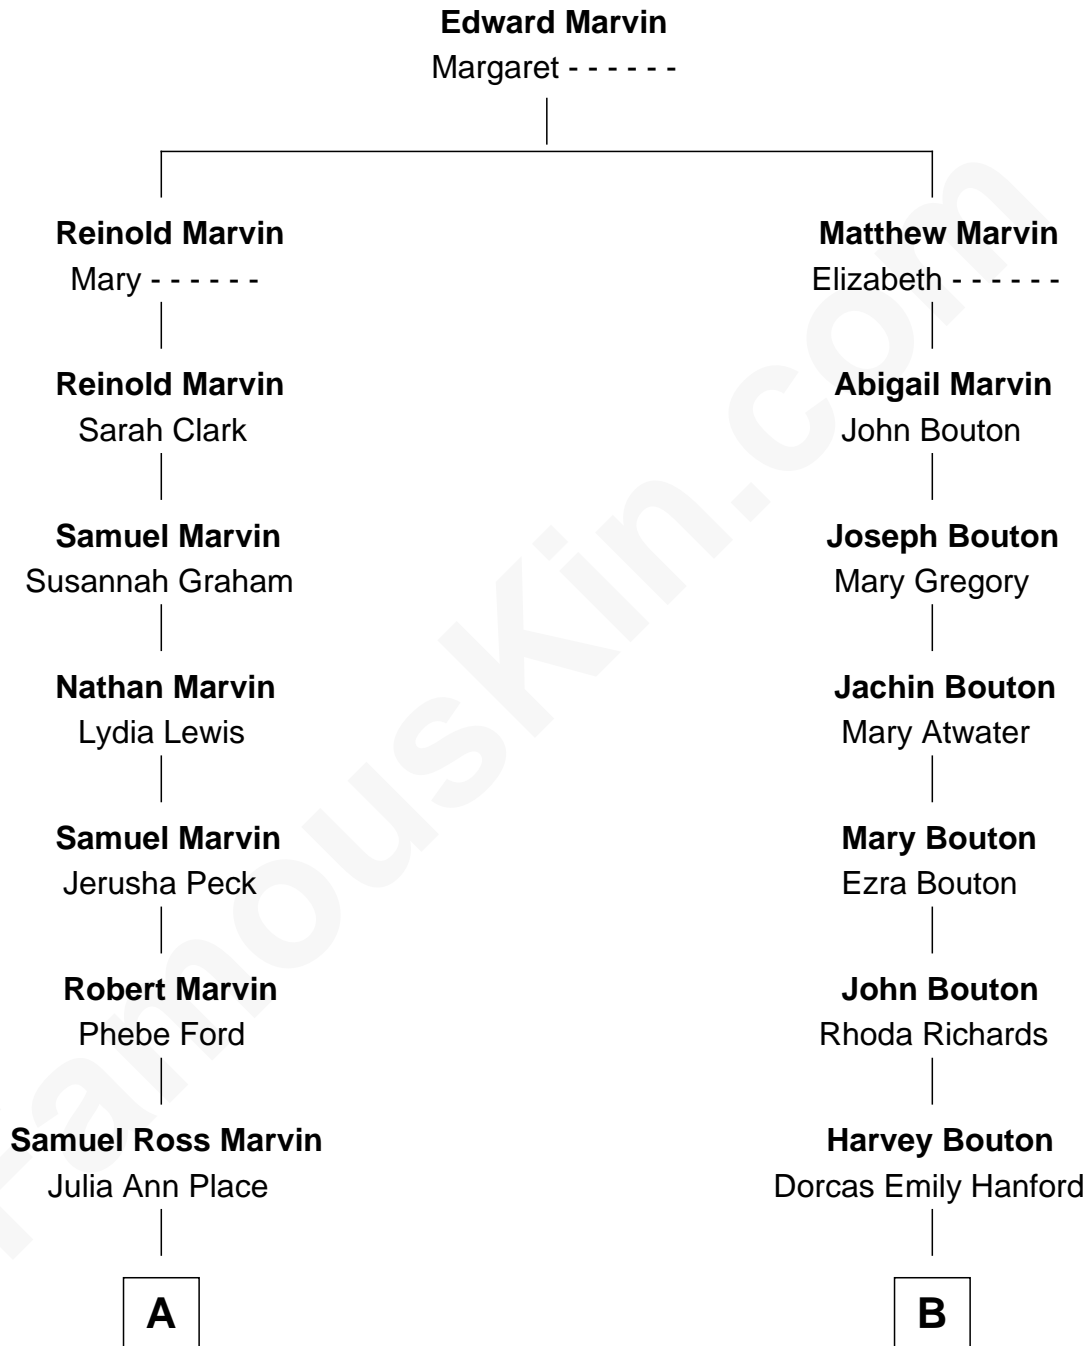 Edward Marvin
Margaret - - - - - -
Reinold Marvin
Mary - - - - - -
Matthew Marvin
Elizabeth - - - - - -
Reinold Marvin
Sarah Clark
Abigail Marvin
John Bouton
Samuel Marvin
Susannah Graham
Joseph Bouton
Mary Gregory
Nathan Marvin
Lydia Lewis
Jachin Bouton
Mary Atwater
Samuel Marvin
Jerusha Peck
Mary Bouton
Ezra Bouton
Robert Marvin
Phebe Ford
John Bouton
Rhoda Richards
Samuel Ross Marvin
Julia Ann Place
Harvey Bouton
Dorcas Emily Hanford
A
B
FamousKin.com